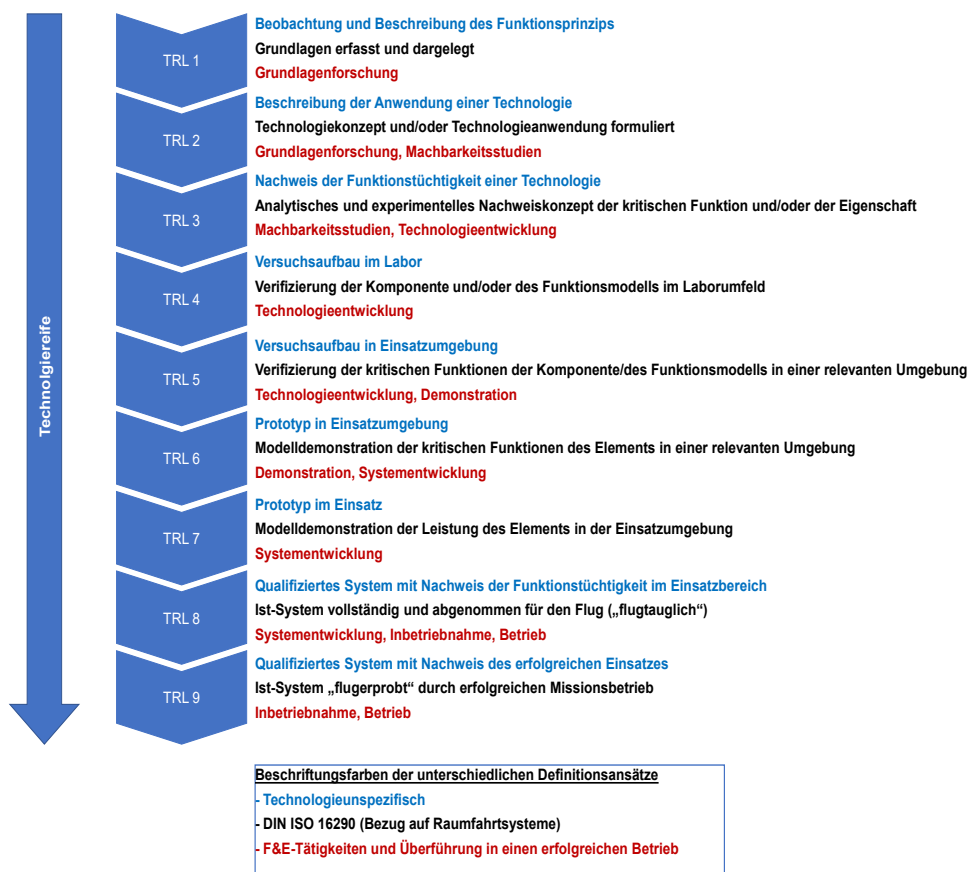 Technolgiereife
TRL 1
Beobachtung und Beschreibung des Funktionsprinzips
Grundlagen erfasst und dargelegt
Grundlagenforschung
TRL 2
Beschreibung der Anwendung einer Technologie
Technologiekonzept und/oder Technologieanwendung formuliert
Grundlagenforschung, Machbarkeitsstudien
TRL 3
Nachweis der Funktionstüchtigkeit einer Technologie
Analytisches und experimentelles Nachweiskonzept der kritischen Funktion und/oder der Eigenschaft
Machbarkeitsstudien, Technologieentwicklung
TRL 4
Versuchsaufbau im Labor
Verifizierung der Komponente und/oder des Funktionsmodells im Laborumfeld
Technologieentwicklung
TRL 5
Versuchsaufbau in Einsatzumgebung
Verifizierung der kritischen Funktionen der Komponente/des Funktionsmodells in einer relevanten Umgebung
Technologieentwicklung, Demonstration
TRL 6
Prototyp in Einsatzumgebung
Modelldemonstration der kritischen Funktionen des Elements in einer relevanten Umgebung
Demonstration, Systementwicklung
TRL 7
Prototyp im Einsatz
Modelldemonstration der Leistung des Elements in der Einsatzumgebung
Systementwicklung
TRL 8
Qualifiziertes System mit Nachweis der Funktionstüchtigkeit im Einsatzbereich
Ist-System vollständig und abgenommen für den Flug („flugtauglich“)
Systementwicklung, Inbetriebnahme, Betrieb
TRL 9
Qualifiziertes System mit Nachweis des erfolgreichen Einsatzes
Ist-System „flugerprobt“ durch erfolgreichen Missionsbetrieb
Inbetriebnahme, Betrieb
Beschriftungsfarben der unterschiedlichen Definitionsansätze
- Technologieunspezifisch
- DIN ISO 16290 (Bezug auf Raumfahrtsysteme)
- F&E-Tätigkeiten und Überführung in einen erfolgreichen Betrieb